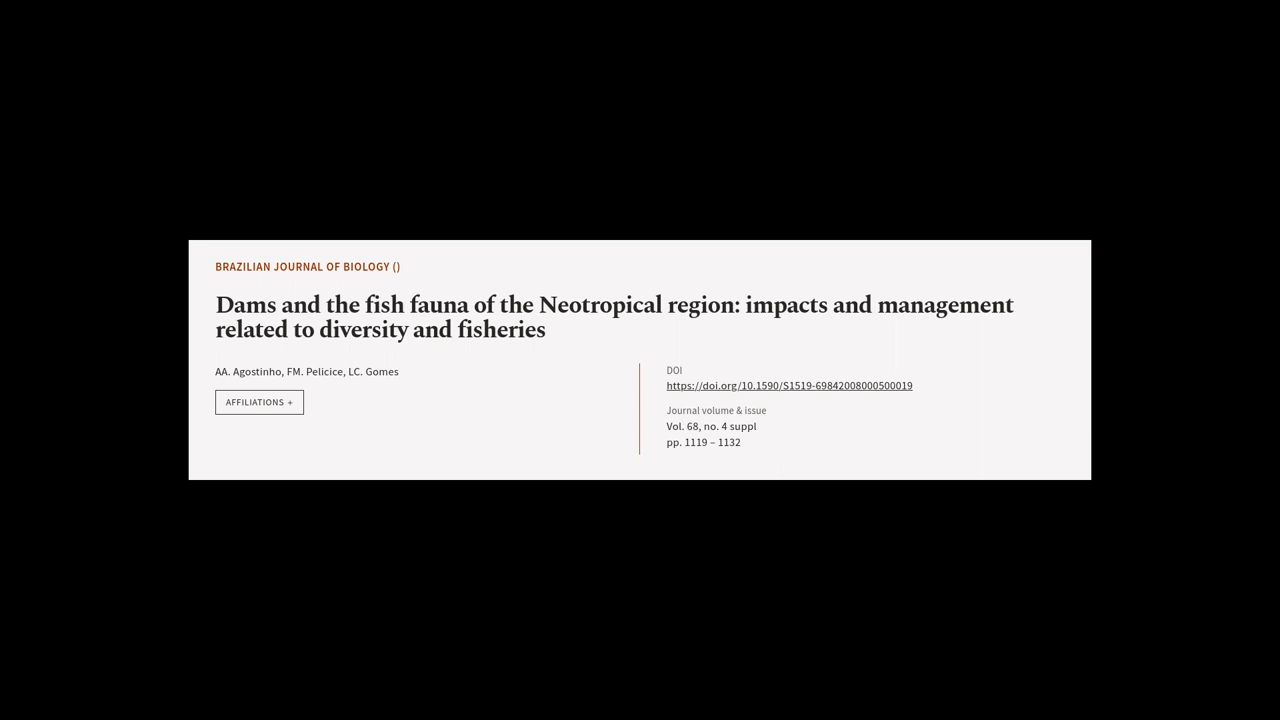 BRAZILIAN JOURNAL OF BIOLOGY ()
Dams and the fish fauna of the Neotropical region: impacts and management
related to diversity and fisheries
AA. Agostinho, FM. Pelicice, LC. Gomes
AFFILIATIONS +
DOI
https://doi.org/10.1590/S1519-69842008000500019
Journal volume & issue
Vol. 68, no. 4 suppl
pp. 1119 – 1132